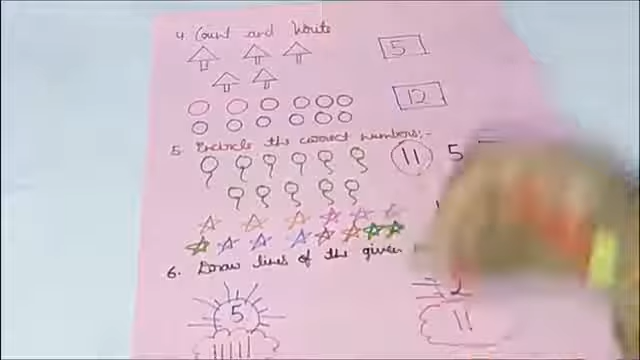 4 Count and Write
5
12
5. Encircle the correct numbers:-
11 5
6. Draw lines of the given
5
2